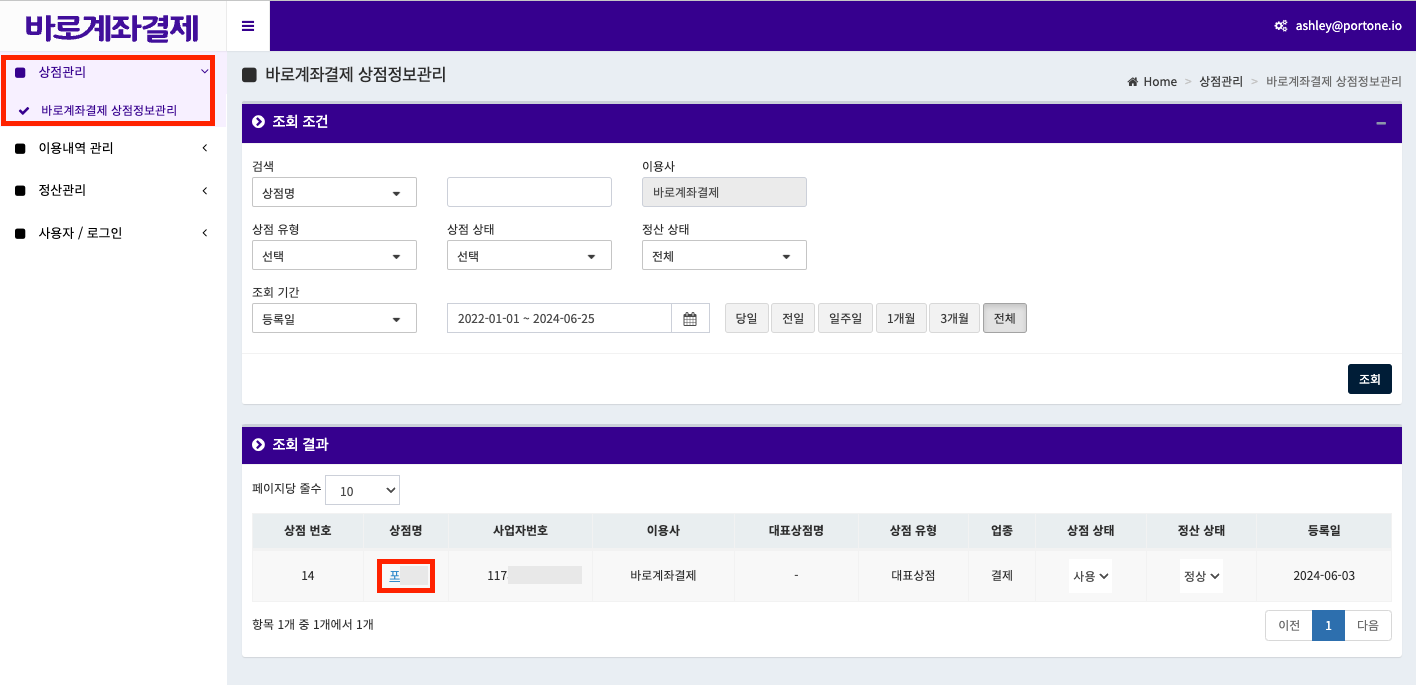 바로계좌결제
ashley@portone.io
상점관리
바로계좌결제 상점정보관리
이용내역 관리
정산관리
사용자 / 로그인
바로계좌결제 상점정보관리
Home > 상점관리 > 바로계좌결제 상점정보관리
조회 조건
검색 이용사
상점명 바로계좌결제
상점 유형 상점 상태 정산 상태
선택 선택 전체
조회 기간
등록일 2022-01-01 ~ 2024-06-25 당일 전일 일주일 1개월 3개월 전체
조회
조회 결과
페이지당 줄수 10
상점 번호 상점명 사업자번호 이용사 대표상점명 상점 유형 업종 상점 상태 정산 상태 등록일
14 포 117 바로계좌결제 - 대표상점 결제 사용 정상 2024-06-03
항목 1개 중 1개에서 1개
이전 1 다음